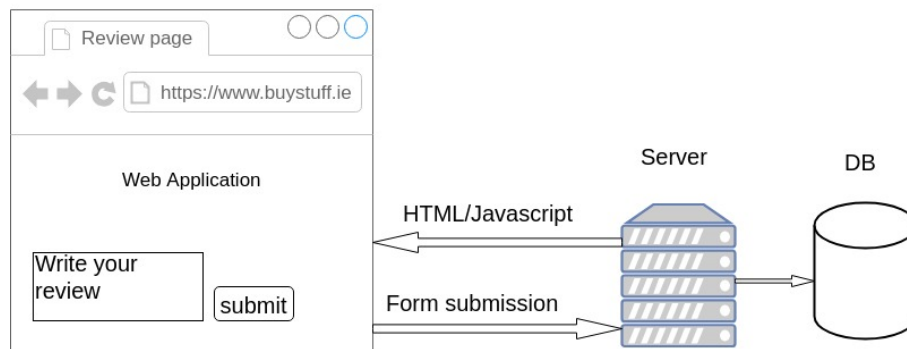 Review page
https://www.buystuff.ie
Web Application
Write your
review
submit
HTML/Javascript
Form submission
Server
DB